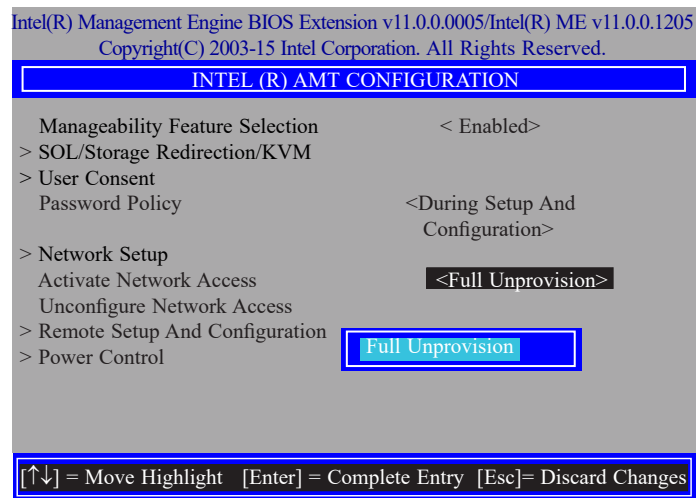 Intel(R) Management Engine BIOS Extension v11.0.0.0005/Intel(R) ME v11.0.0.1205
Copyright(C) 2003-15 Intel Corporation. All Rights Reserved.
INTEL (R) AMT CONFIGURATION
Manageability Feature Selection < Enabled>
> SOL/Storage Redirection/KVM
> User Consent
Password Policy <During Setup And
Configuration>
> Network Setup
Activate Network Access <Full Unprovision>
Unconfigure Network Access
> Remote Setup And Configuration
Full Unprovision
> Power Control
[↑↓] = Move Highlight [Enter] = Complete Entry [Esc]= Discard Changes